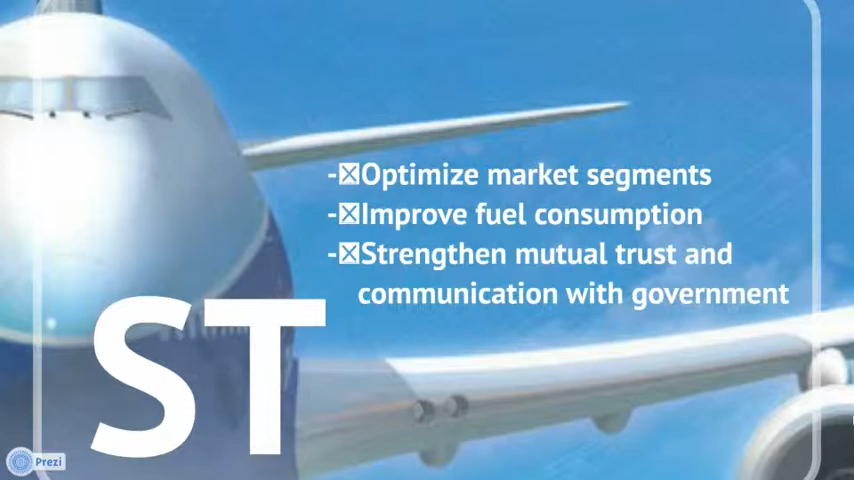 -☒Optimize market segments
-☒Improve fuel consumption
-☒Strengthen mutual trust and
communication with government
ST
Prezi